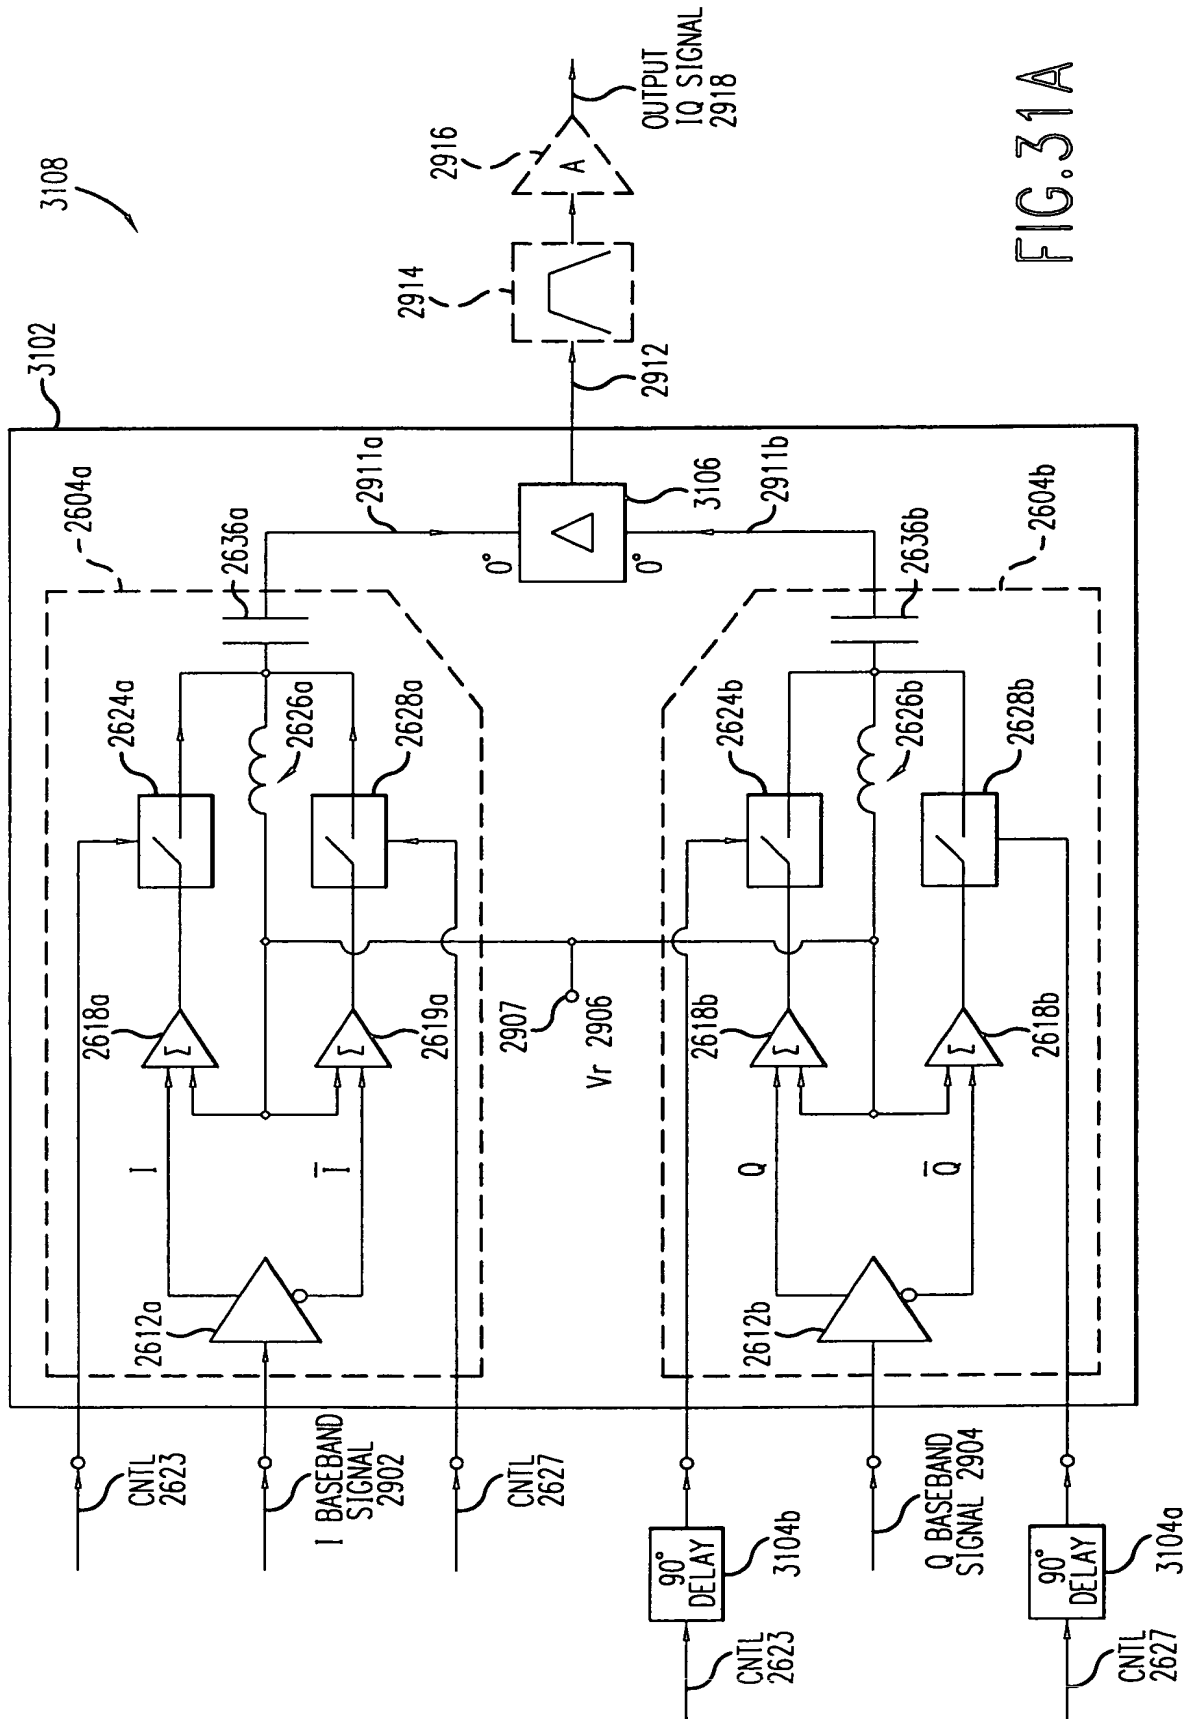 3108
3102
2604a
2636a
2911a
2624a
2626a
2628a
2618a
2619a
I
I̅
2612a
CNTL
2623
I BASEBAND
SIGNAL
2902
CNTL
2627
2907
Vr 2906
0°
0°
3106
2912
2914
2916
A
OUTPUT
IQ SIGNAL
2918
2911b
2636b
2604b
2624b
2626b
2628b
2618b
2618b
Σ
Σ
Σ
Σ
Q
Q̅
2612b
90°
DELAY
3104b
CNTL
2623
Q BASEBAND
SIGNAL 2904
90°
DELAY
3104a
CNTL
2627
FIG.31A